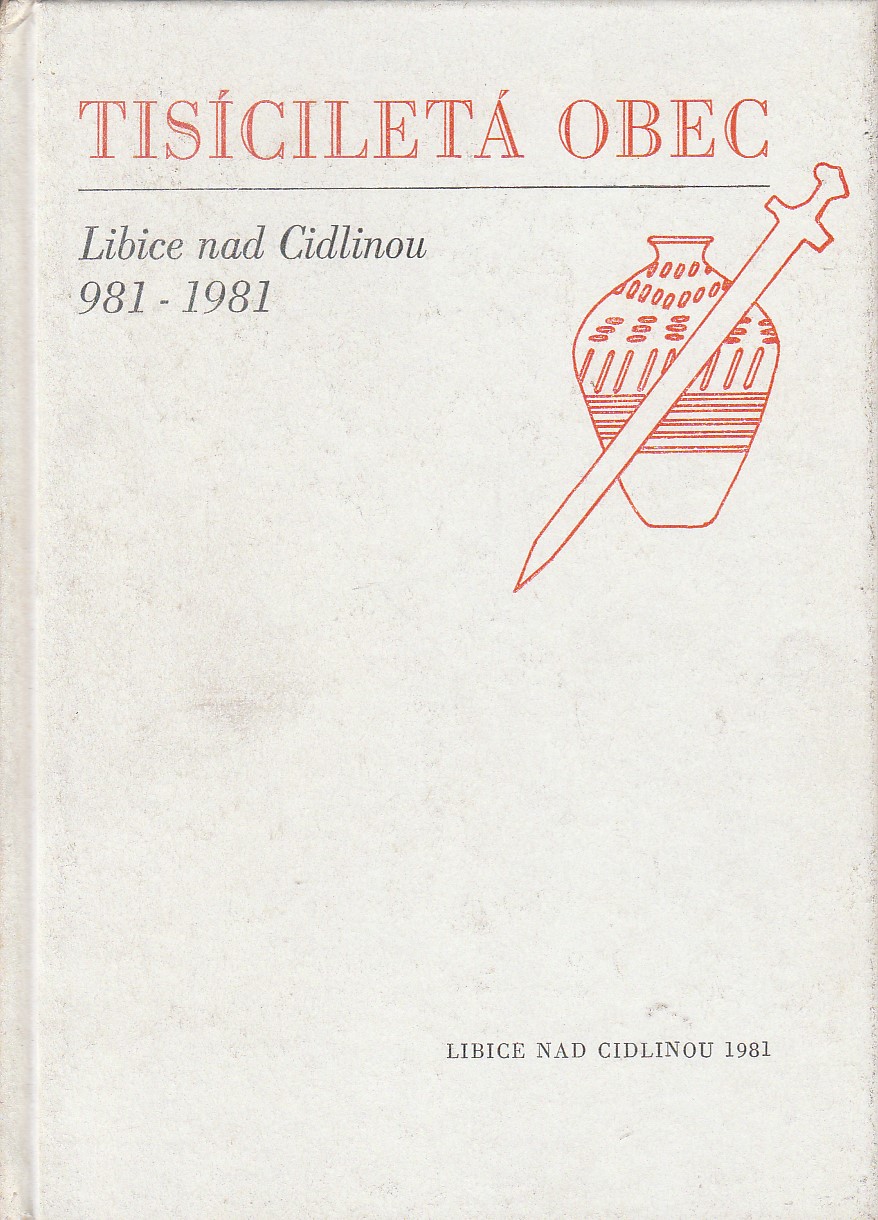 TISÍCILETÁ OBEC
Libice nad Cidlinou
981 - 1981
LIBICE NAD CIDLINOU 1981